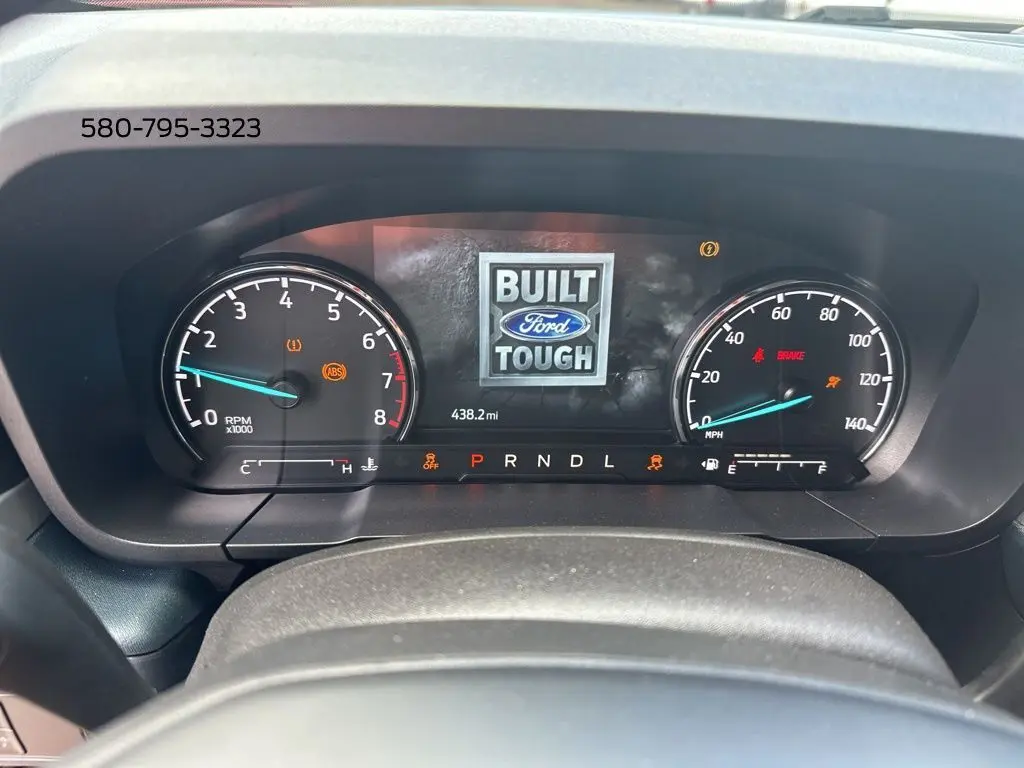 580-795-3323
BUILT
Ford
TOUGH
438.2 mi
0 1 2 3 4 5 6 7 8
RPM
x1000
ABS
0 20 40 60 80 100 120 140
MPH
BRAKE
C H
OFF
P R N D L
E F